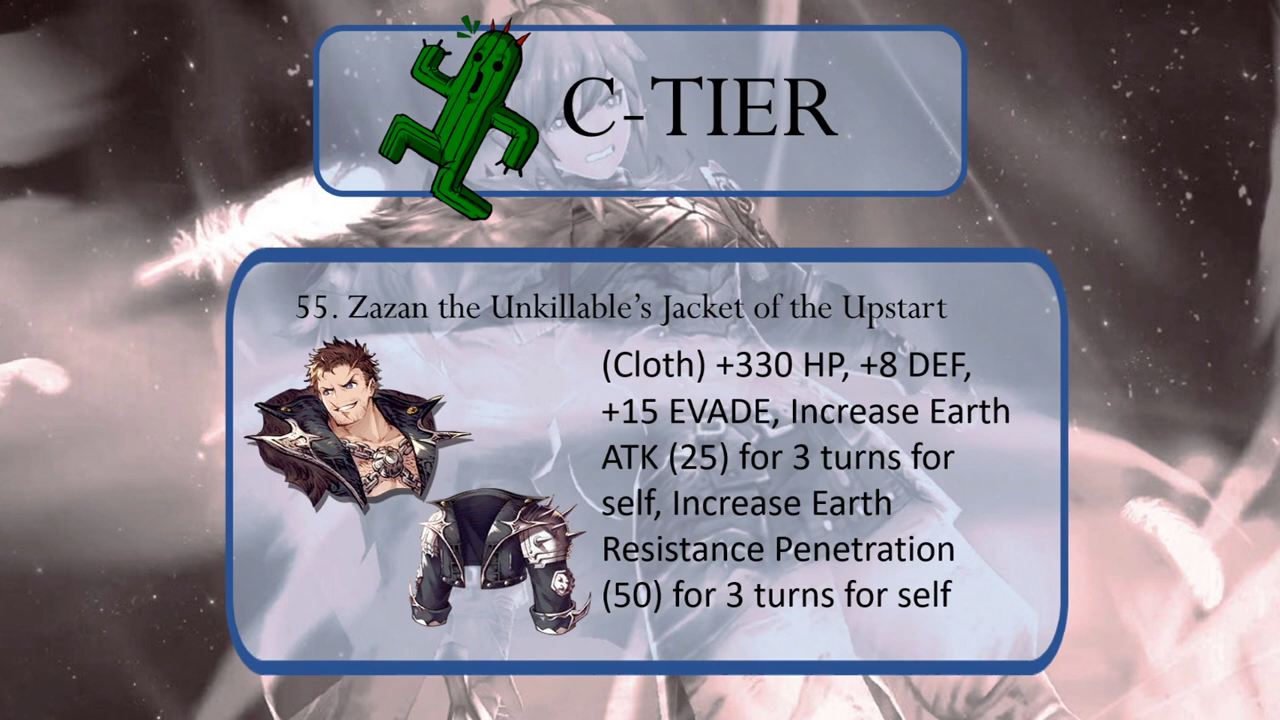 C-TIER
55. Zazan the Unkillable’s Jacket of the Upstart
(Cloth) +330 HP, +8 DEF,
+15 EVADE, Increase Earth
ATK (25) for 3 turns for
self, Increase Earth
Resistance Penetration
(50) for 3 turns for self